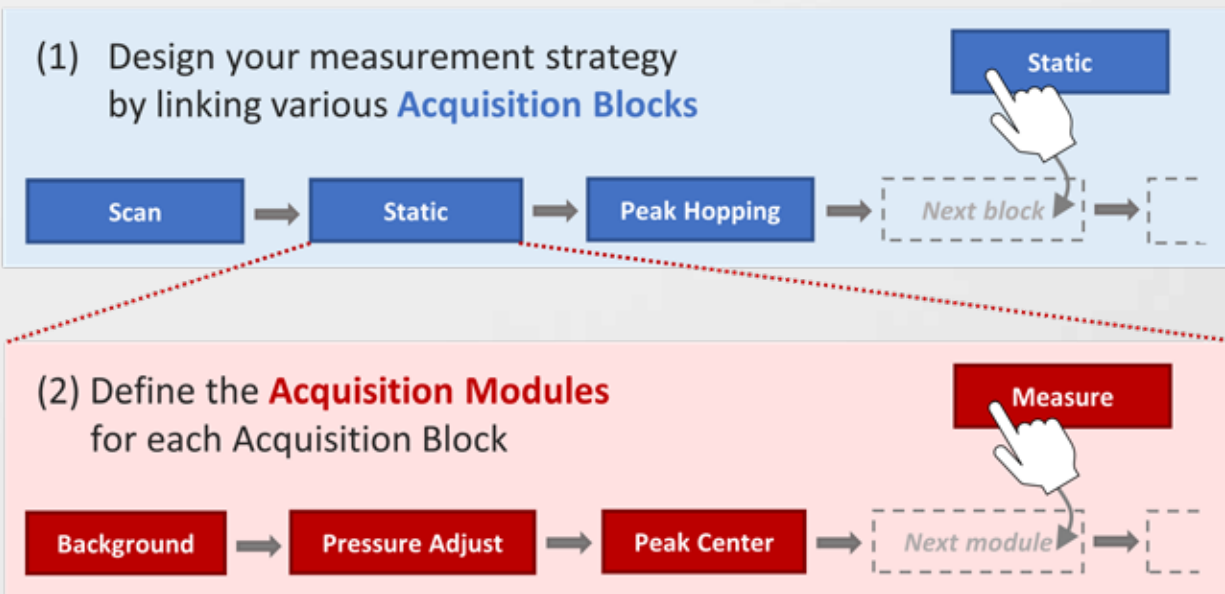 (1) Design your measurement strategy
by linking various Acquisition Blocks
Static
Scan
Static
Peak Hopping
Next block
(2) Define the Acquisition Modules
for each Acquisition Block
Measure
Background
Pressure Adjust
Peak Center
Next module